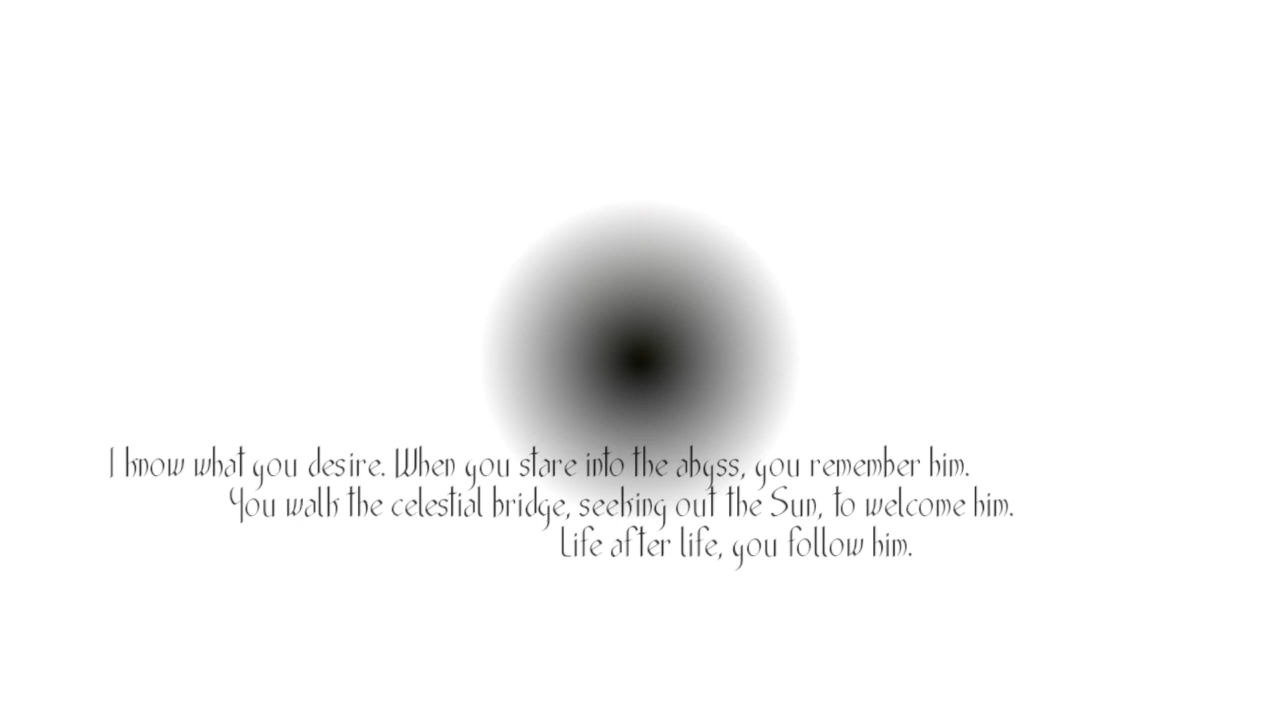 I know what you desire. When you stare into the abyss, you remember him.
You walk the celestial bridge, seeking out the Sun, to welcome him.
Life after life, you follow him.